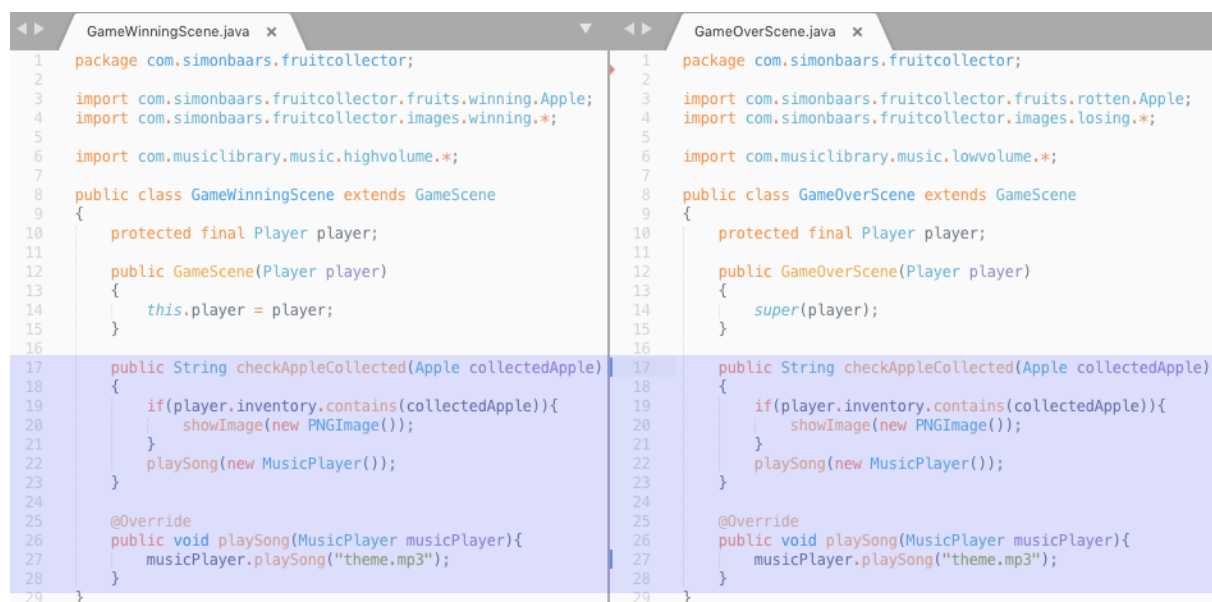 GameWinningScene.java ×
1 package com.simonbaars.fruitcollector;
2
3 import com.simonbaars.fruitcollector.fruits.winning.Apple;
4 import com.simonbaars.fruitcollector.images.winning.*;
5
6 import com.musiclibrary.music.highvolume.*;
7
8 public class GameWinningScene extends GameScene
9 {
10 protected final Player player;
11
12 public GameScene(Player player)
13 {
14 this.player = player;
15 }
16
17 public String checkAppleCollected(Apple collectedApple)
18 {
19 if(player.inventory.contains(collectedApple)){
20 showImage(new PNGImage());
21 }
22 playSong(new MusicPlayer());
23 }
24
25 @Override
26 public void playSong(MusicPlayer musicPlayer){
27 musicPlayer.playSong("theme.mp3");
28 }
29 }
GameOverScene.java ×
1 package com.simonbaars.fruitcollector;
2
3 import com.simonbaars.fruitcollector.fruits.rotten.Apple;
4 import com.simonbaars.fruitcollector.images.losing.*;
5
6 import com.musiclibrary.music.lowvolume.*;
7
8 public class GameOverScene extends GameScene
9 {
10 protected final Player player;
11
12 public GameOverScene(Player player)
13 {
14 super(player);
15 }
16
17 public String checkAppleCollected(Apple collectedApple)
18 {
19 if(player.inventory.contains(collectedApple)){
20 showImage(new PNGImage());
21 }
22 playSong(new MusicPlayer());
23 }
24
25 @Override
26 public void playSong(MusicPlayer musicPlayer){
27 musicPlayer.playSong("theme.mp3");
28 }
29 }